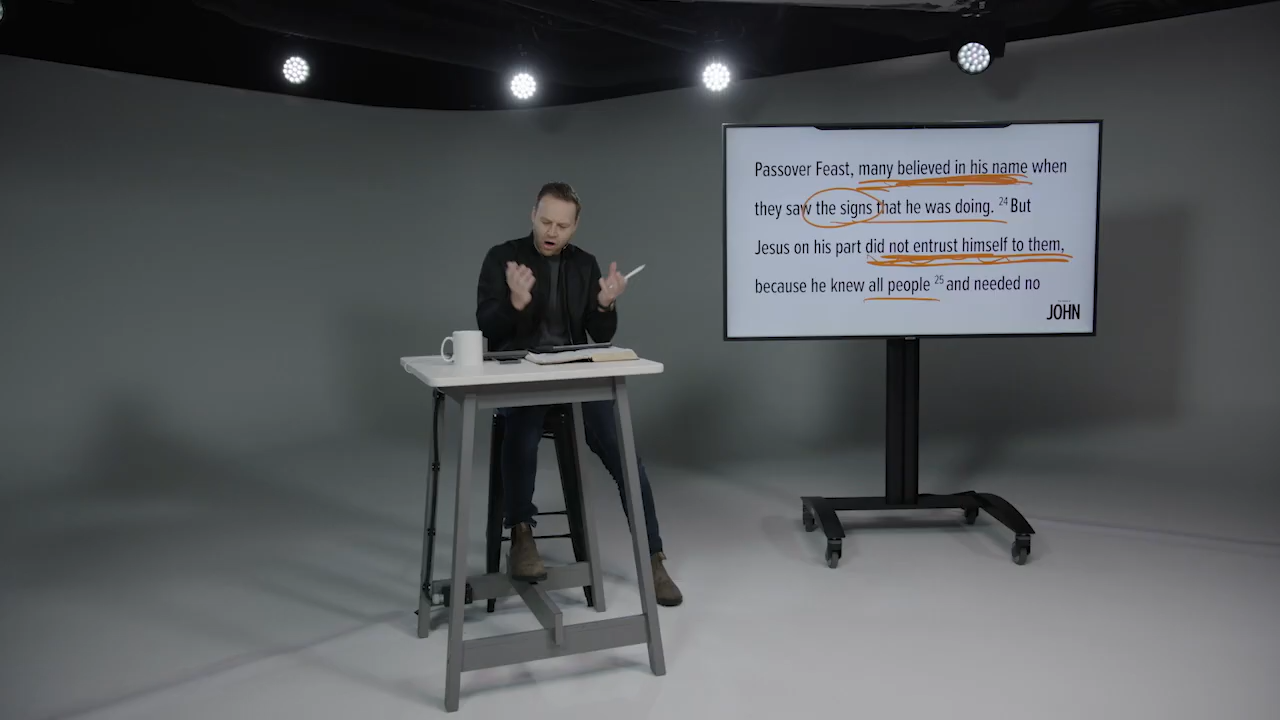 Passover Feast, many believed in his name when
they saw the signs that he was doing. 24 But
Jesus on his part did not entrust himself to them,
because he knew all people 25 and needed no
JOHN